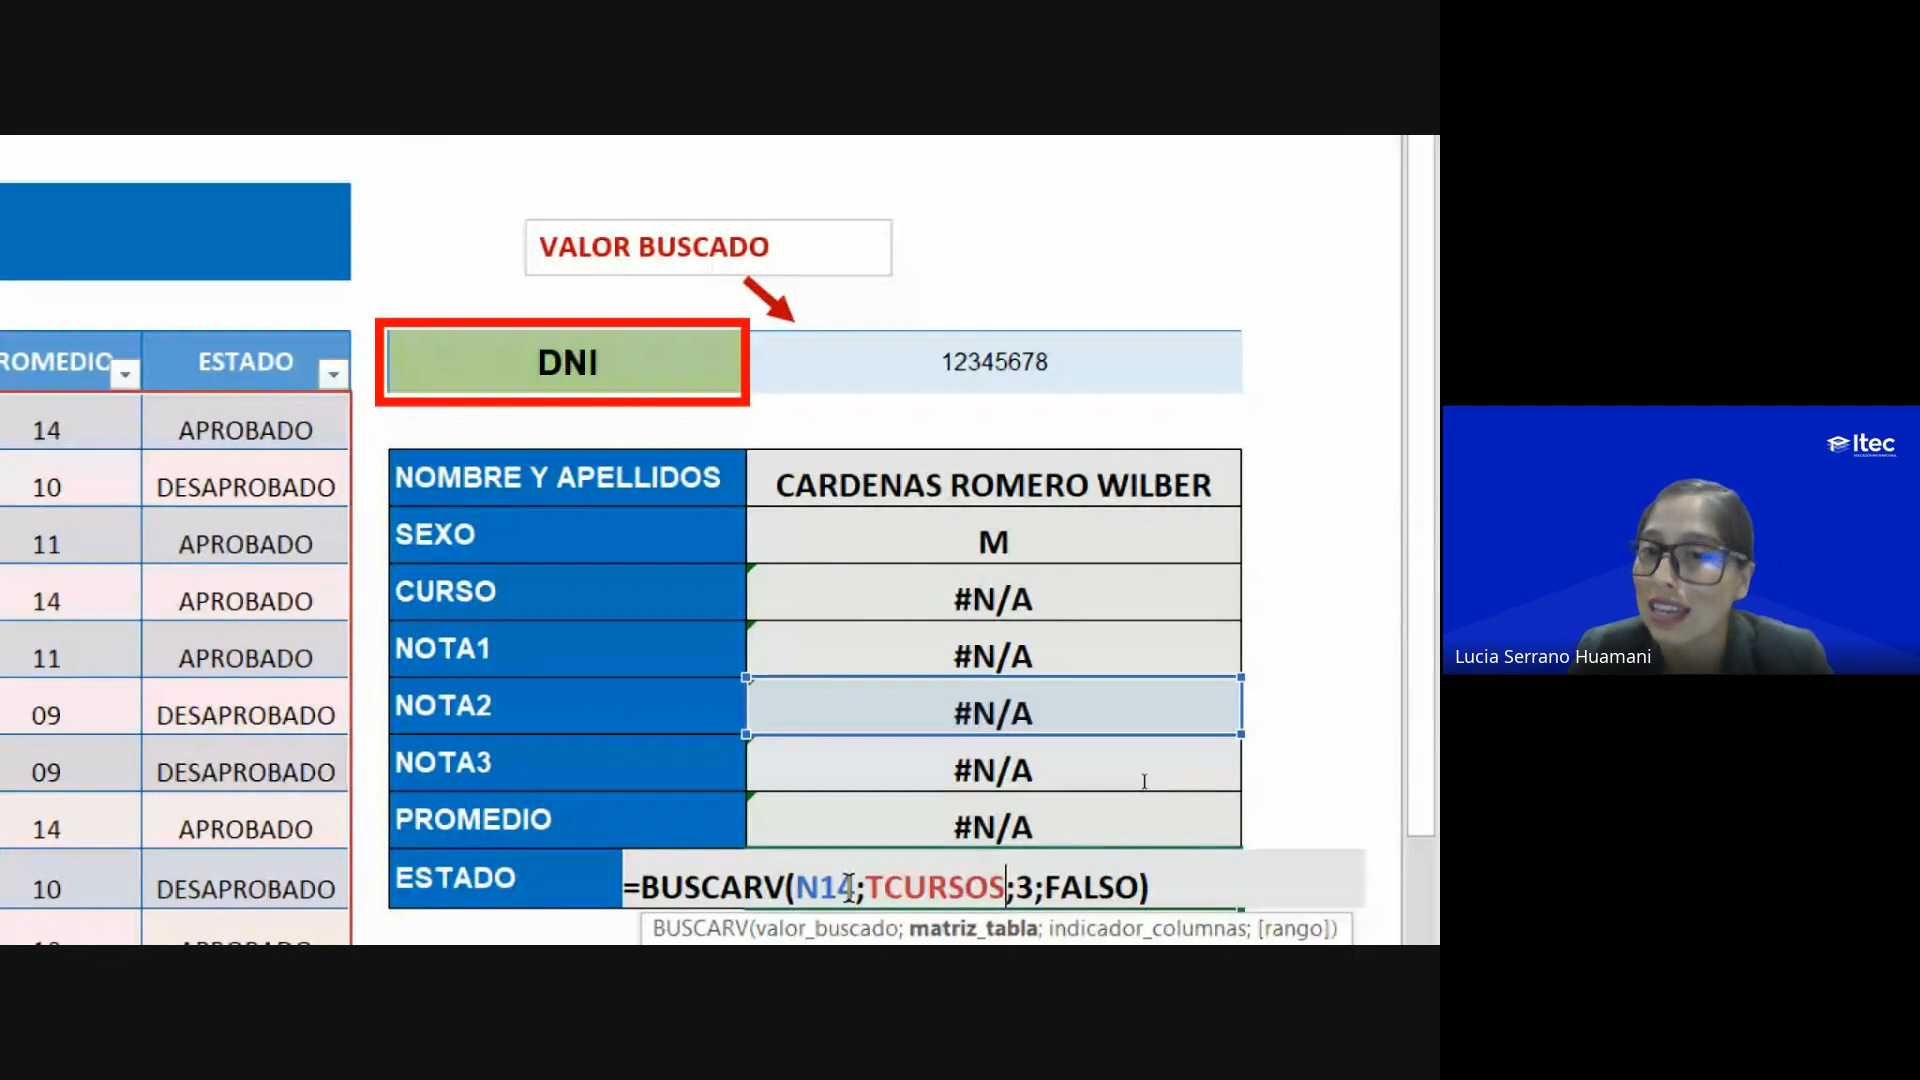 VALOR BUSCADO
DNI 12345678
ROMEDIO ESTADO
14 APROBADO
10 DESAPROBADO
11 APROBADO
14 APROBADO
11 APROBADO
09 DESAPROBADO
09 DESAPROBADO
14 APROBADO
10 DESAPROBADO
NOMBRE Y APELLIDOS CARDENAS ROMERO WILBER
SEXO M
CURSO #N/A
NOTA1 #N/A
NOTA2 #N/A
NOTA3 #N/A
PROMEDIO #N/A
ESTADO =BUSCARV(N14;TCURSOS;3;FALSO)
BUSCARV(valor_buscado; matriz_tabla; indicador_columnas; [rango])
Itec
Lucia Serrano Huamani